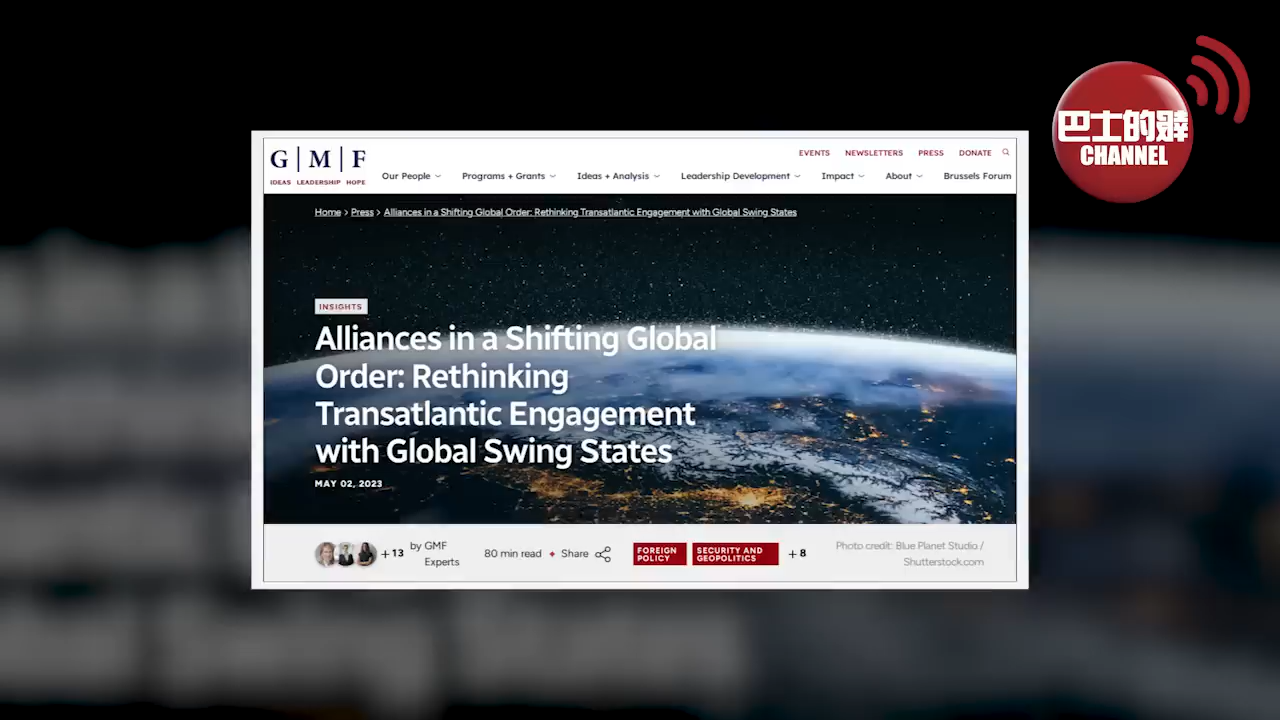 巴士的報
CHANNEL
G | M | F
IDEAS LEADERSHIP HOPE
EVENTS NEWSLETTERS PRESS DONATE
Our People Programs + Grants Ideas + Analysis Leadership Development Impact About Brussels Forum
Home > Press > Alliances in a Shifting Global Order: Rethinking Transatlantic Engagement with Global Swing States
INSIGHTS
Alliances in a Shifting Global
Order: Rethinking
Transatlantic Engagement
with Global Swing States
MAY 02, 2023
+ 13 by GMF
Experts
80 min read ♦ Share
FOREIGN
POLICY
SECURITY AND
GEOPOLITICS
+ 8
Photo credit: Blue Planet Studio /
Shutterstock.com